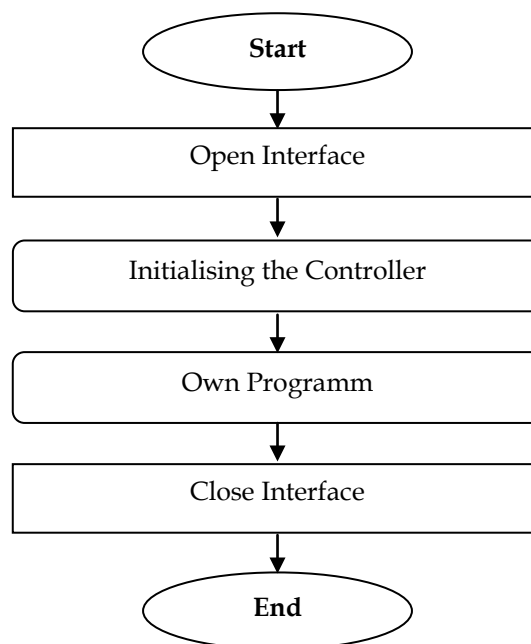 Start
Open Interface
Initialising the Controller
Own Programm
Close Interface
End